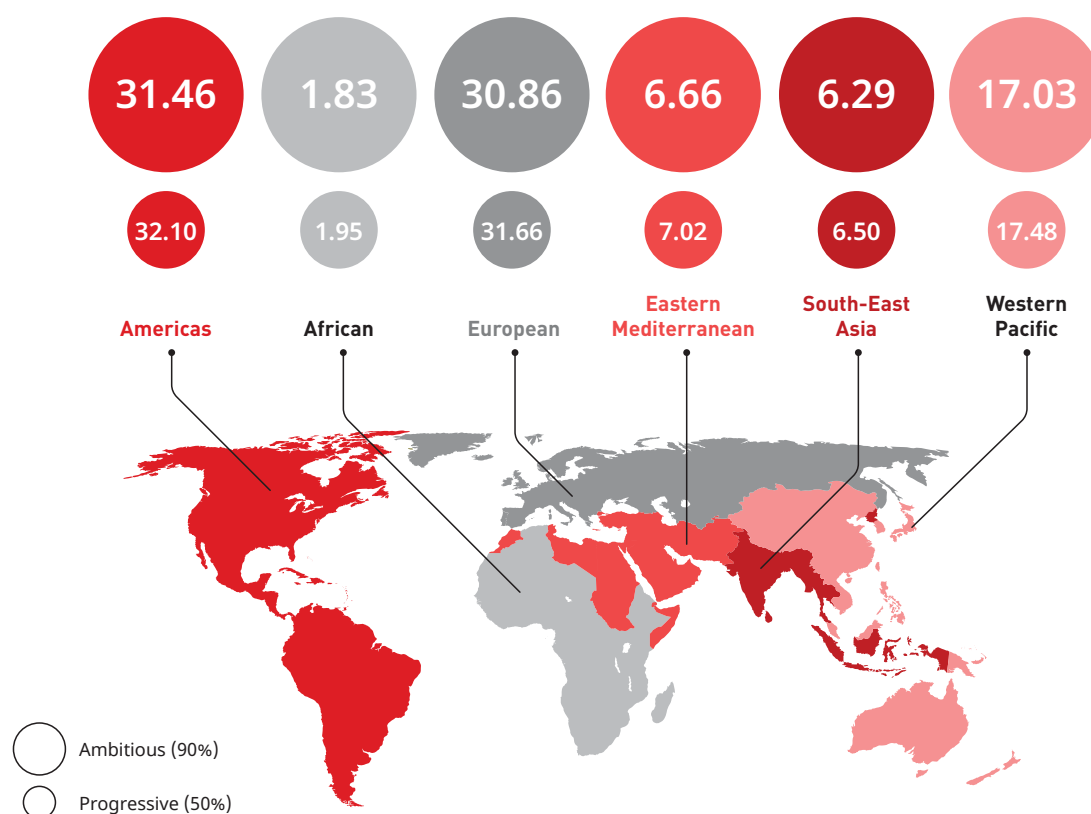 31.46 1.83 30.86 6.66 6.29 17.03
32.10 1.95 31.66 7.02 6.50 17.48
Americas
African
European
Eastern
Mediterranean
South-East
Asia
Western
Pacific
Ambitious (90%)
Progressive (50%)